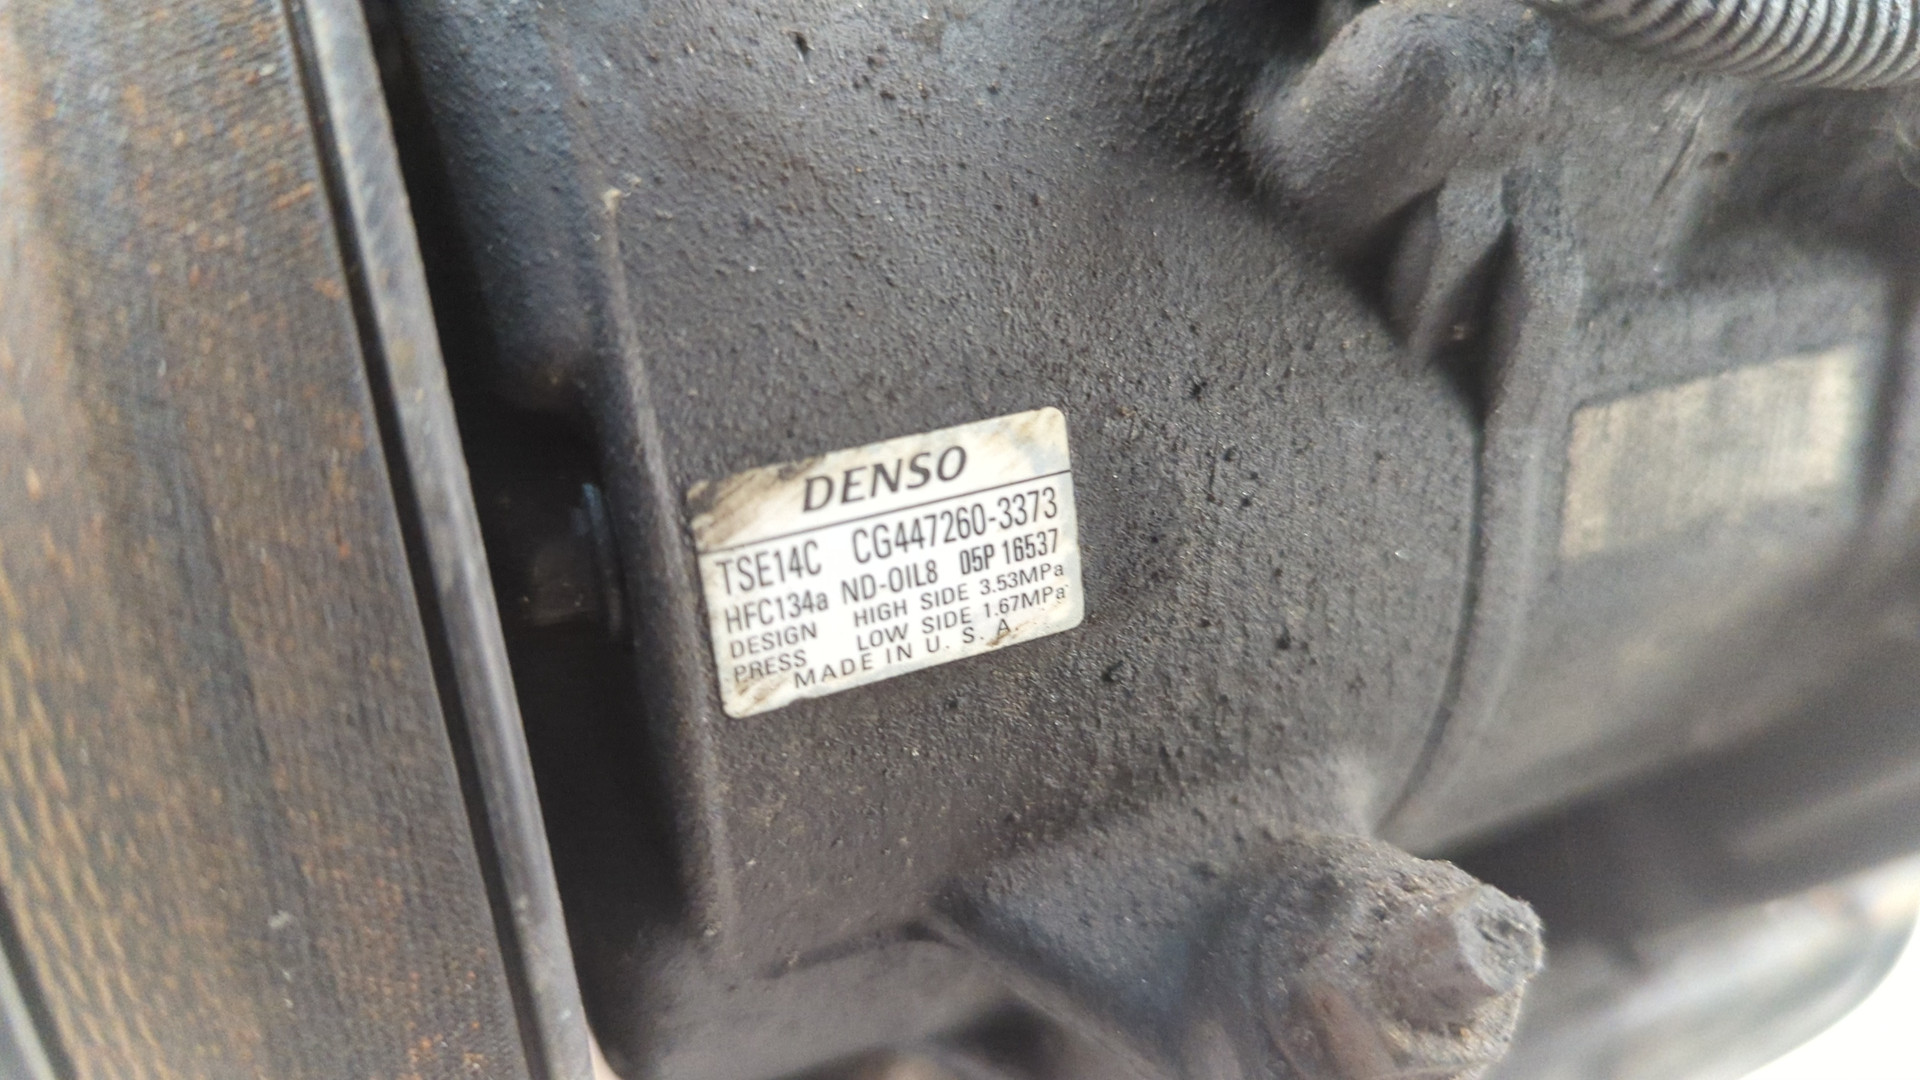 DENSO
TSE14C CG447260-3373
HFC134a ND-OIL8 D5P 16537
DESIGN HIGH SIDE 3.53MPa
PRESS. LOW SIDE 1.67MPa
MADE IN U. S. A.